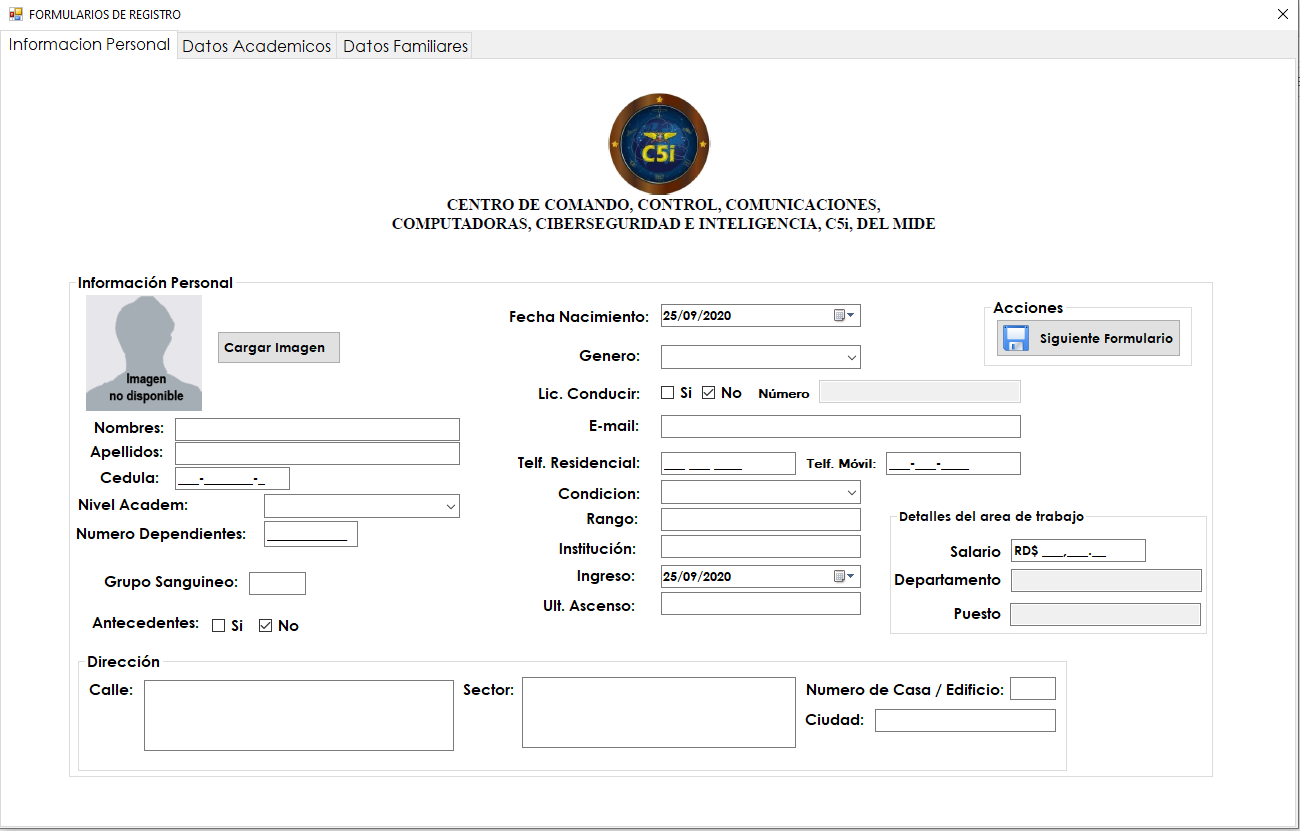 FORMULARIOS DE REGISTRO
Informacion Personal Datos Academicos Datos Familiares
C5i
CENTRO DE COMANDO, CONTROL, COMUNICACIONES,
COMPUTADORAS, CIBERSEGURIDAD E INTELIGENCIA, C5i, DEL MIDE
Información Personal
Imagen
no disponible
Cargar Imagen
Nombres:
Apellidos:
Cedula: ___-_______-_
Nivel Academ:
Numero Dependientes: ____________
Grupo Sanguineo:
Antecedentes: Si No
Fecha Nacimiento: 25/09/2020
Genero:
Lic. Conducir: Si No Número
E-mail:
Telf. Residencial: ___ ___ ____ Telf. Móvil: ___-___-____
Condicion:
Rango:
Institución:
Ingreso: 25/09/2020
Ult. Ascenso:
Acciones
Siguiente Formulario
Detalles del area de trabajo
Salario RD$ ___,___.__
Departamento
Puesto
Dirección
Calle: Sector: Numero de Casa / Edificio:
Ciudad: